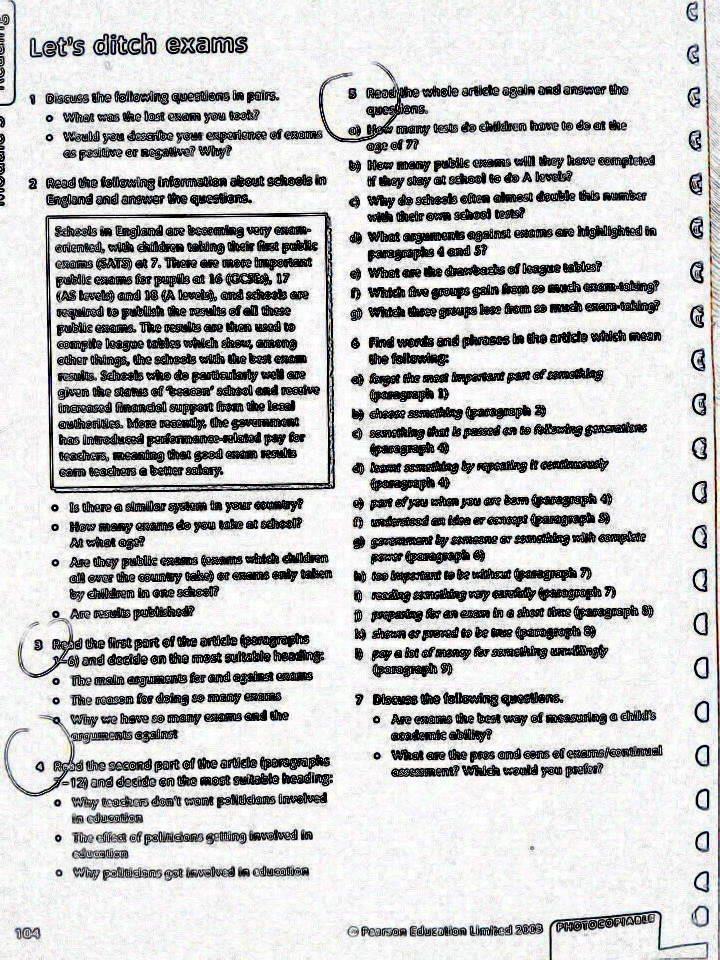 Module 5 Reading
Let's ditch exams
1 Discuss the following questions in pairs.
o What was the last exam you took?
o Would you describe your experience of exams
as positive or negative? Why?
2 Read the following information about schools in
England and answer the questions.
Schools in England are becoming very exam-
oriented, with children taking their first public
exams (SATS) at 7. There are more important
public exams for pupils at 16 (GCSEs), 17
(AS levels) and 18 (A levels), and schools are
required to publish the results of all these
public exams. The results are then used to
compile league tables which show, among
other things, the schools with the best exam
results. Schools who do particularly well are
given the status of 'beacon' school and receive
increased financial support from the local
authorities. More recently, the government
has introduced performance-related pay for
teachers, meaning that good exam results
earn teachers a better salary.
o Is there a similar system in your country?
o How many exams do you take at school?
At what age?
o Are they public exams (exams which children
all over the country take) or exams only taken
by children in one school?
o Are results published?
3 Read the first part of the article (paragraphs
1–6) and decide on the most suitable heading:
o The main arguments for and against exams
o The reason for doing so many exams
o Why we have so many exams and the
arguments against
4 Read the second part of the article (paragraphs
7–12) and decide on the most suitable heading:
o Why teachers don't want politicians involved
in education
o The effect of politicians getting involved in
education
o Why politicians got involved in education
5 Read the whole article again and answer the
questions.
a) How many tests do children have to do at the
age of 7?
b) How many public exams will they have completed
if they stay at school to do A levels?
c) Why do schools often almost double this number
with their own school tests?
d) What arguments against exams are highlighted in
paragraphs 4 and 5?
e) What are the drawbacks of league tables?
f) Which five groups gain from so much exam-taking?
g) Which three groups lose from so much exam-taking?
6 Find words and phrases in the article which mean
the following:
a) forget the most important part of something
(paragraph 1)
b) choose something (paragraph 2)
c) something that is passed on to following generations
(paragraph 4)
d) learnt something by repeating it continuously
(paragraph 4)
e) part of you when you are born (paragraph 4)
f) understood an idea or concept (paragraph 5)
g) government by someone or something with complete
power (paragraph 6)
h) too important to be without (paragraph 7)
i) reading something very carefully (paragraph 7)
j) preparing for an exam in a short time (paragraph 8)
k) shown or proved to be true (paragraph 8)
l) pay a lot of money for something unwillingly
(paragraph 9)
7 Discuss the following questions.
o Are exams the best way of measuring a child's
academic ability?
o What are the pros and cons of exams/continual
assessment? Which would you prefer?
104
© Pearson Education Limited 2003
PHOTOCOPIABLE